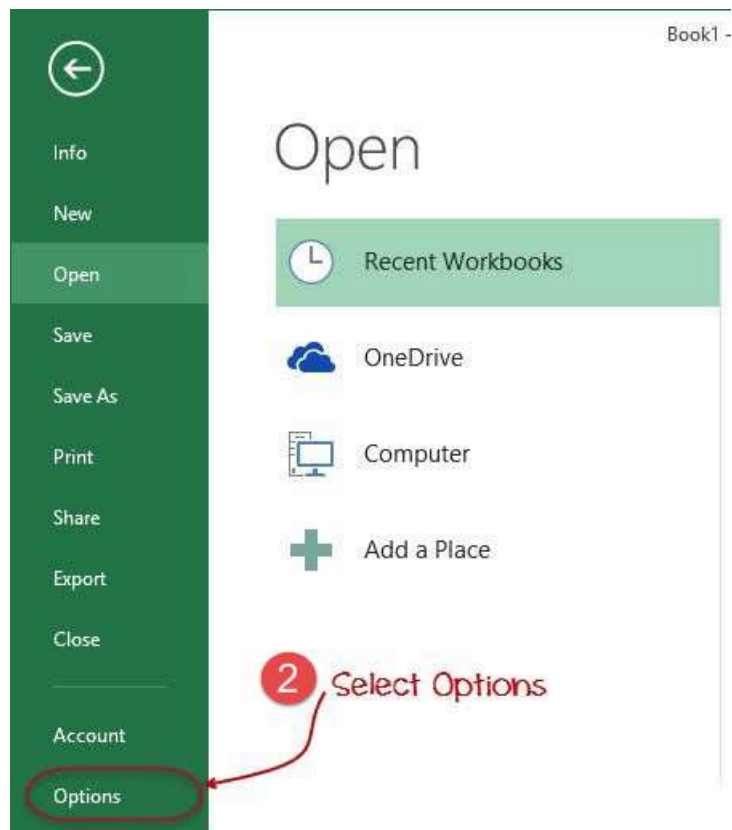 Book1 -
Info
New
Open
Save
Save As
Print
Share
Export
Close
Account
Options
Open
Recent Workbooks
OneDrive
Computer
Add a Place
2 Select Options